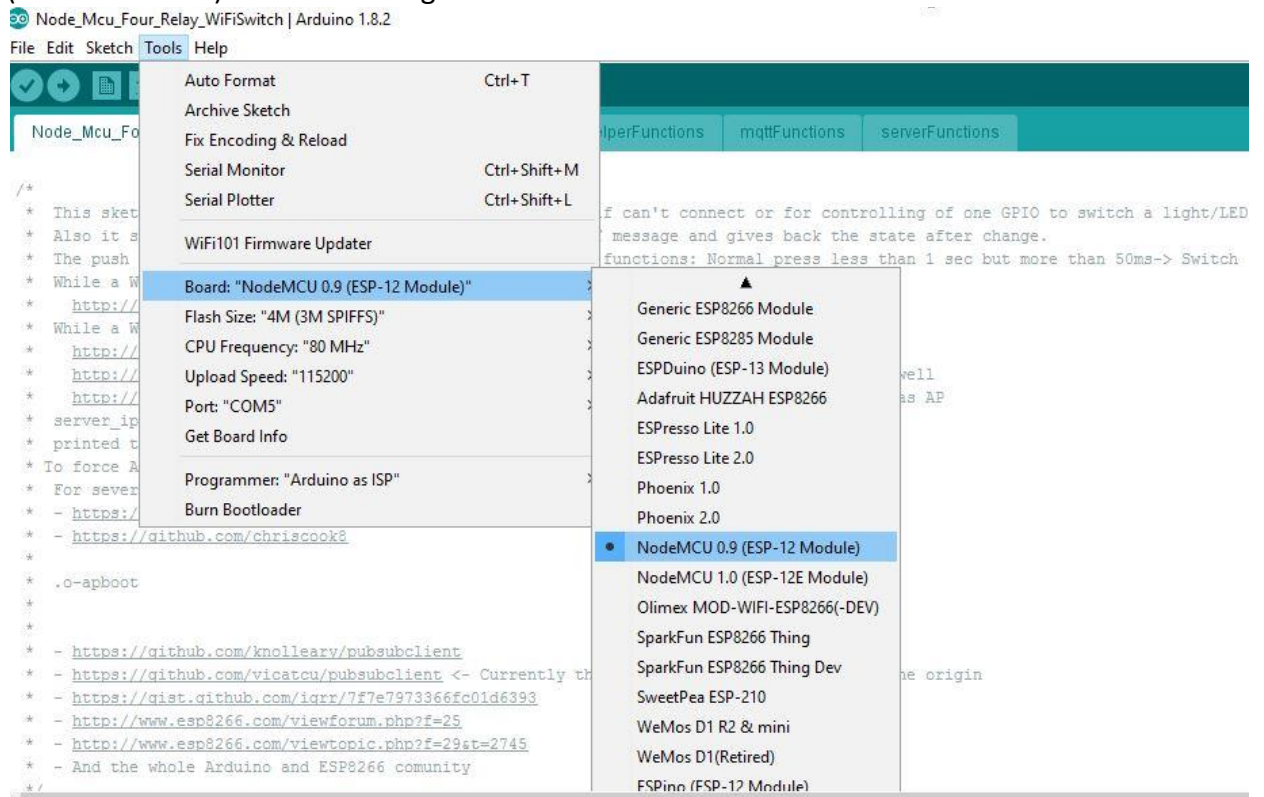 Node_Mcu_Four_Relay_WiFiSwitch | Arduino 1.8.2
File Edit Sketch Tools Help
Node_Mcu_Fo
lperFunctions mqttFunctions serverFunctions
Auto Format Ctrl+T
Archive Sketch
Fix Encoding & Reload
Serial Monitor Ctrl+Shift+M
Serial Plotter Ctrl+Shift+L
WiFi101 Firmware Updater
Board: "NodeMCU 0.9 (ESP-12 Module)"
Flash Size: "4M (3M SPIFFS)"
CPU Frequency: "80 MHz"
Upload Speed: "115200"
Port: "COM5"
Get Board Info
Programmer: "Arduino as ISP"
Burn Bootloader
Generic ESP8266 Module
Generic ESP8285 Module
ESPDuino (ESP-13 Module)
Adafruit HUZZAH ESP8266
ESPresso Lite 1.0
ESPresso Lite 2.0
Phoenix 1.0
Phoenix 2.0
NodeMCU 0.9 (ESP-12 Module)
NodeMCU 1.0 (ESP-12E Module)
Olimex MOD-WIFI-ESP8266(-DEV)
SparkFun ESP8266 Thing
SparkFun ESP8266 Thing Dev
SweetPea ESP-210
WeMos D1 R2 & mini
WeMos D1(Retired)
ESPino (ESP-12 Module)
/*
* This sket f can't connect or for controlling of one GPIO to switch a light/LED
* Also it s message and gives back the state after change.
* The push functions: Normal press less than 1 sec but more than 50ms-> Switch
* While a W
* http://
* While a W
* http://
* http:// well
* http:// as AP
* server_ip
* printed t
* To force A
* For sever
* - https:/
* - https://github.com/chriscook8
*
* .o-apboot
*
*
* - https://github.com/knolleary/pubsubclient
* - https://github.com/vicatcu/pubsubclient <- Currently th he origin
* - https://gist.github.com/igrr/7f7e7973366fc01d6393
* - http://www.esp8266.com/viewforum.php?f=25
* - http://www.esp8266.com/viewtopic.php?f=29&t=2745
* - And the whole Arduino and ESP8266 comunity
*/